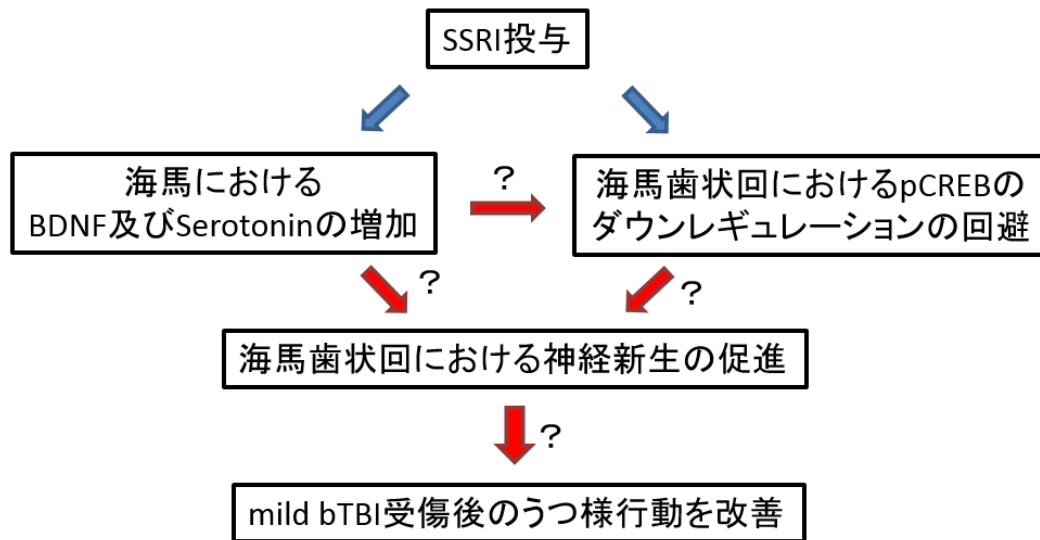 SSRI投与
海馬における
BDNF及びSerotoninの増加
?
海馬歯状回におけるpCREBの
ダウンレギュレーションの回避
?
?
海馬歯状回における神経新生の促進
?
mild bTBI受傷後のうつ様行動を改善